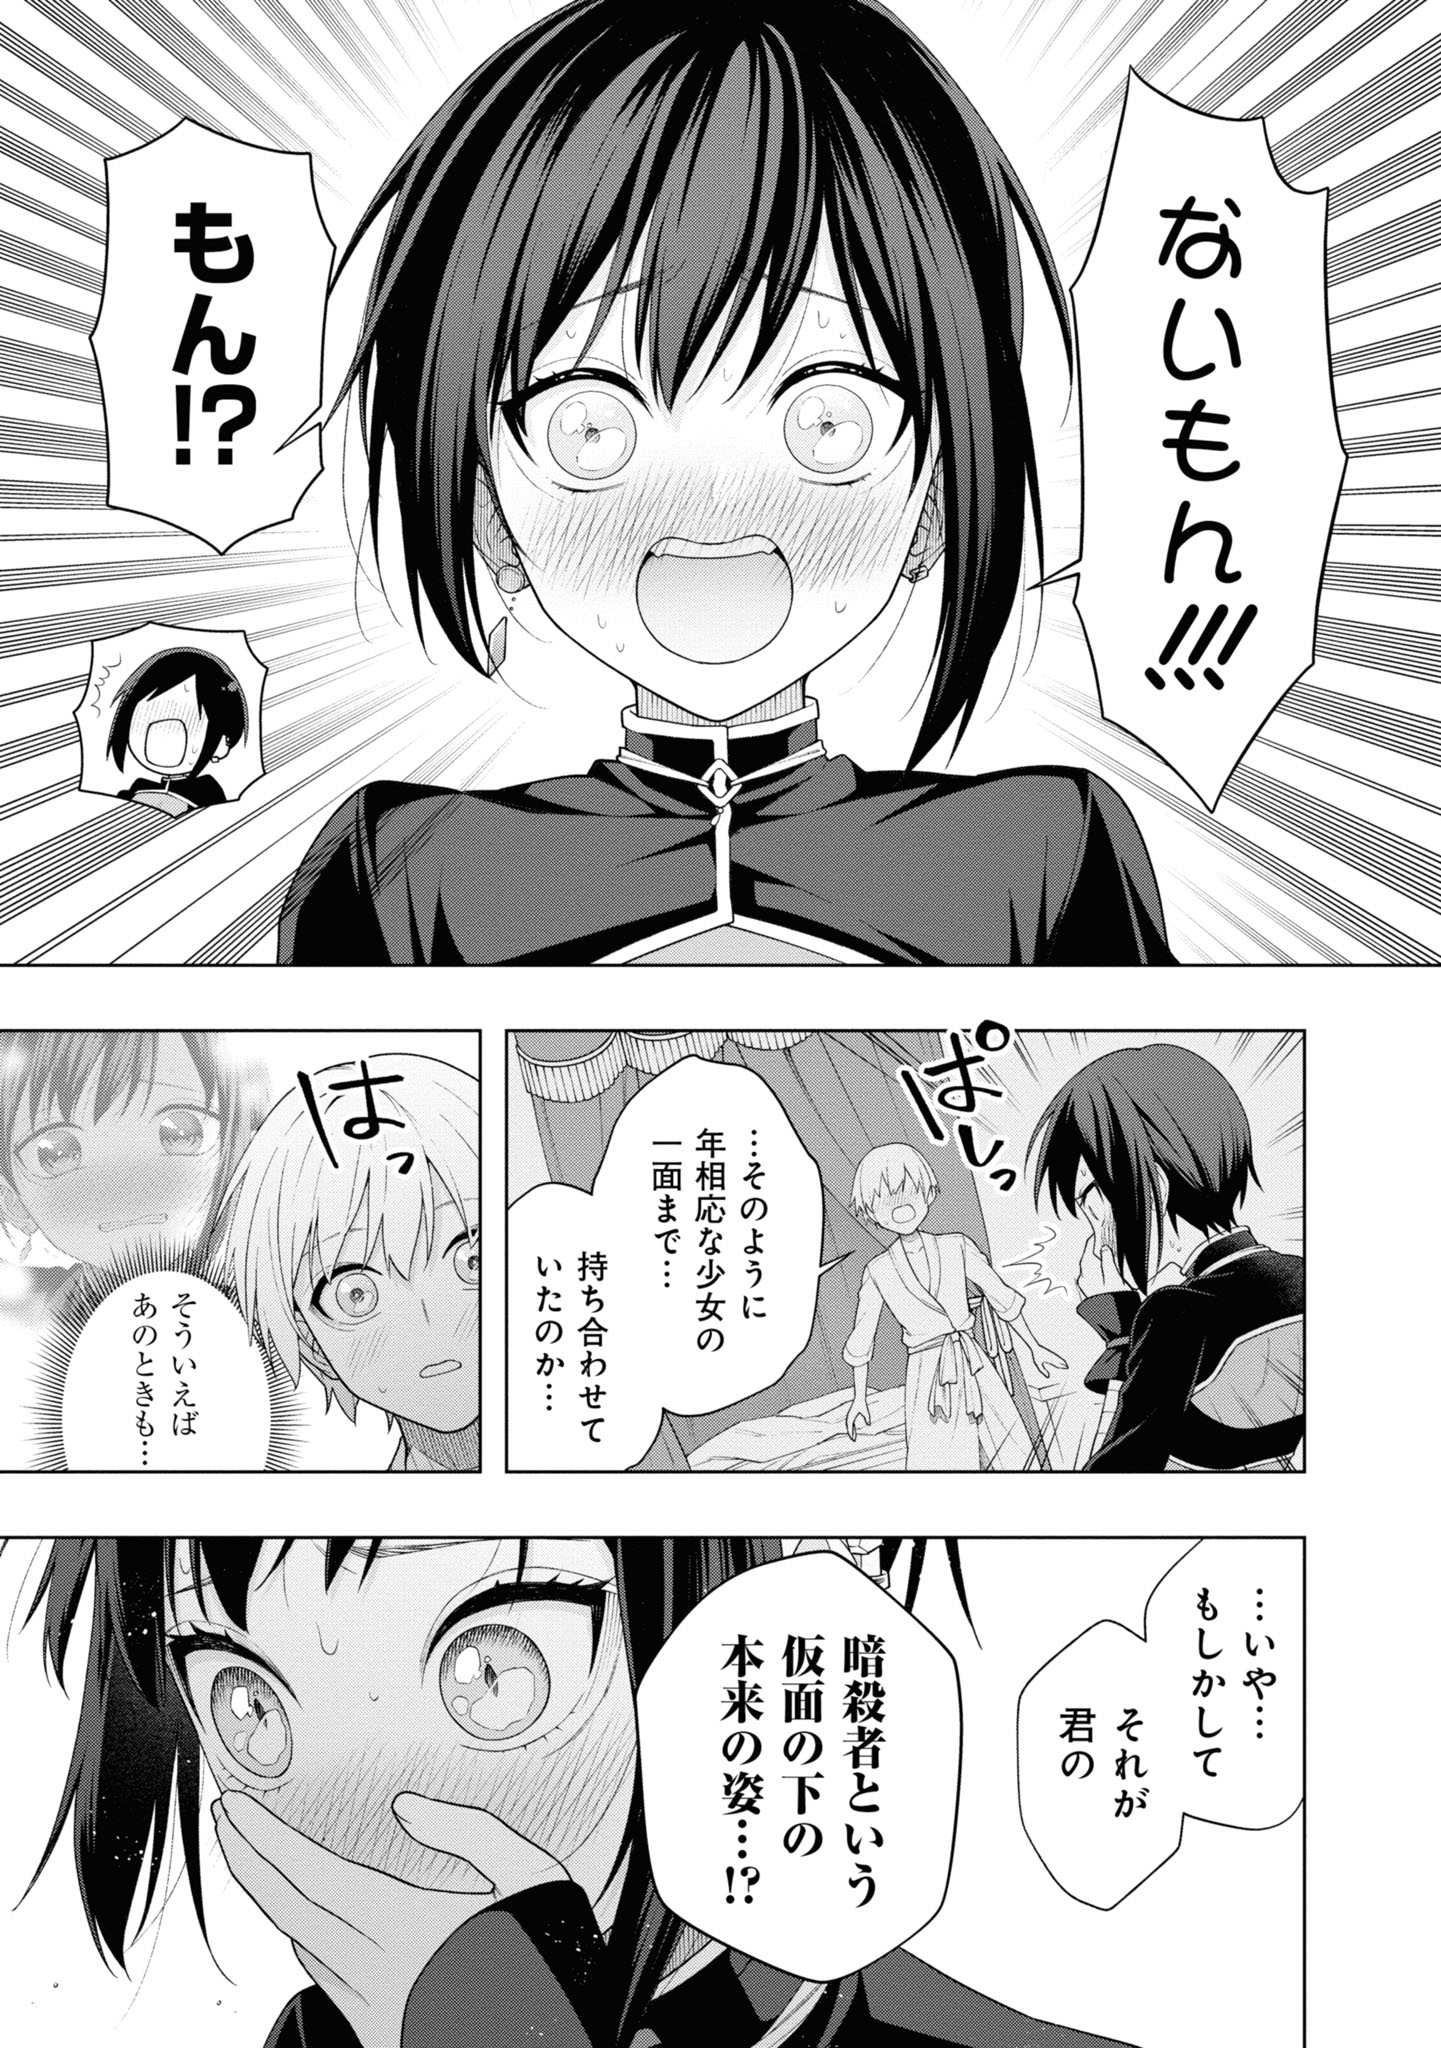 ないもん!!!
もん!?
ぱしっ
…そのように
年相応な少女の
一面まで…
持ち合わせて
いたのか…
はっ
そういえば
あのときも…
…いや…
もしかして
それが
君の
暗殺者という
仮面の下の
本来の姿…!?